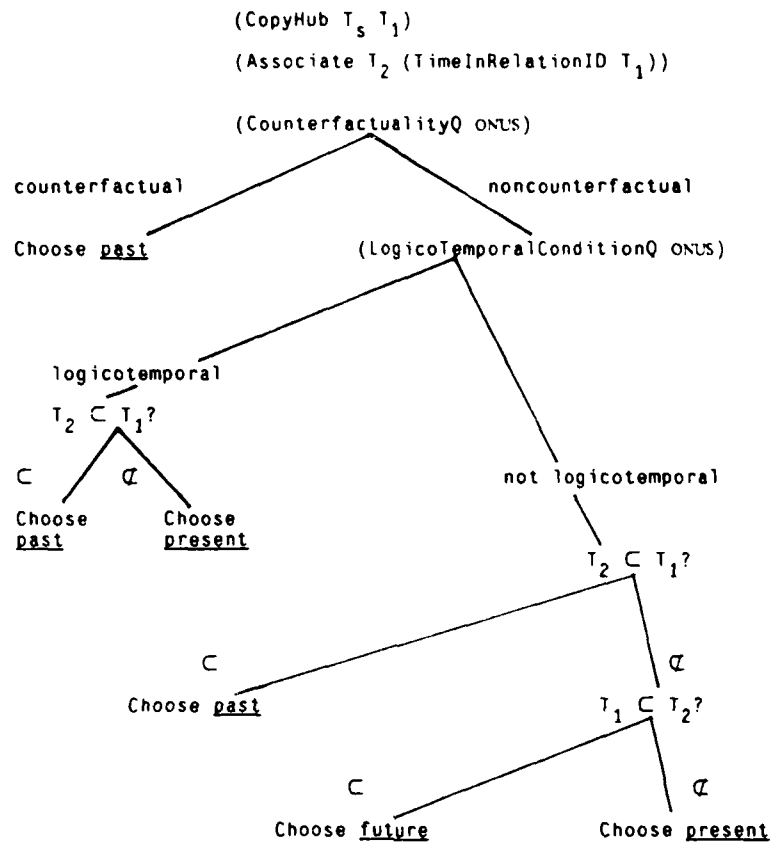 (CopyHub T_s T_1)
(Associate T_2 (TimeInRelationID T_1))
(CounterfactualityQ ONUS)
counterfactual noncounterfactual
Choose past (LogicoTemporalConditionQ ONUS)
logicotemporal
T_2 ⊂ T_1?
⊂ ⊄ not logicotemporal
Choose Choose
past present
T_2 ⊂ T_1?
⊂ ⊄
Choose past T_1 ⊂ T_2?
⊂ ⊄
Choose future Choose present